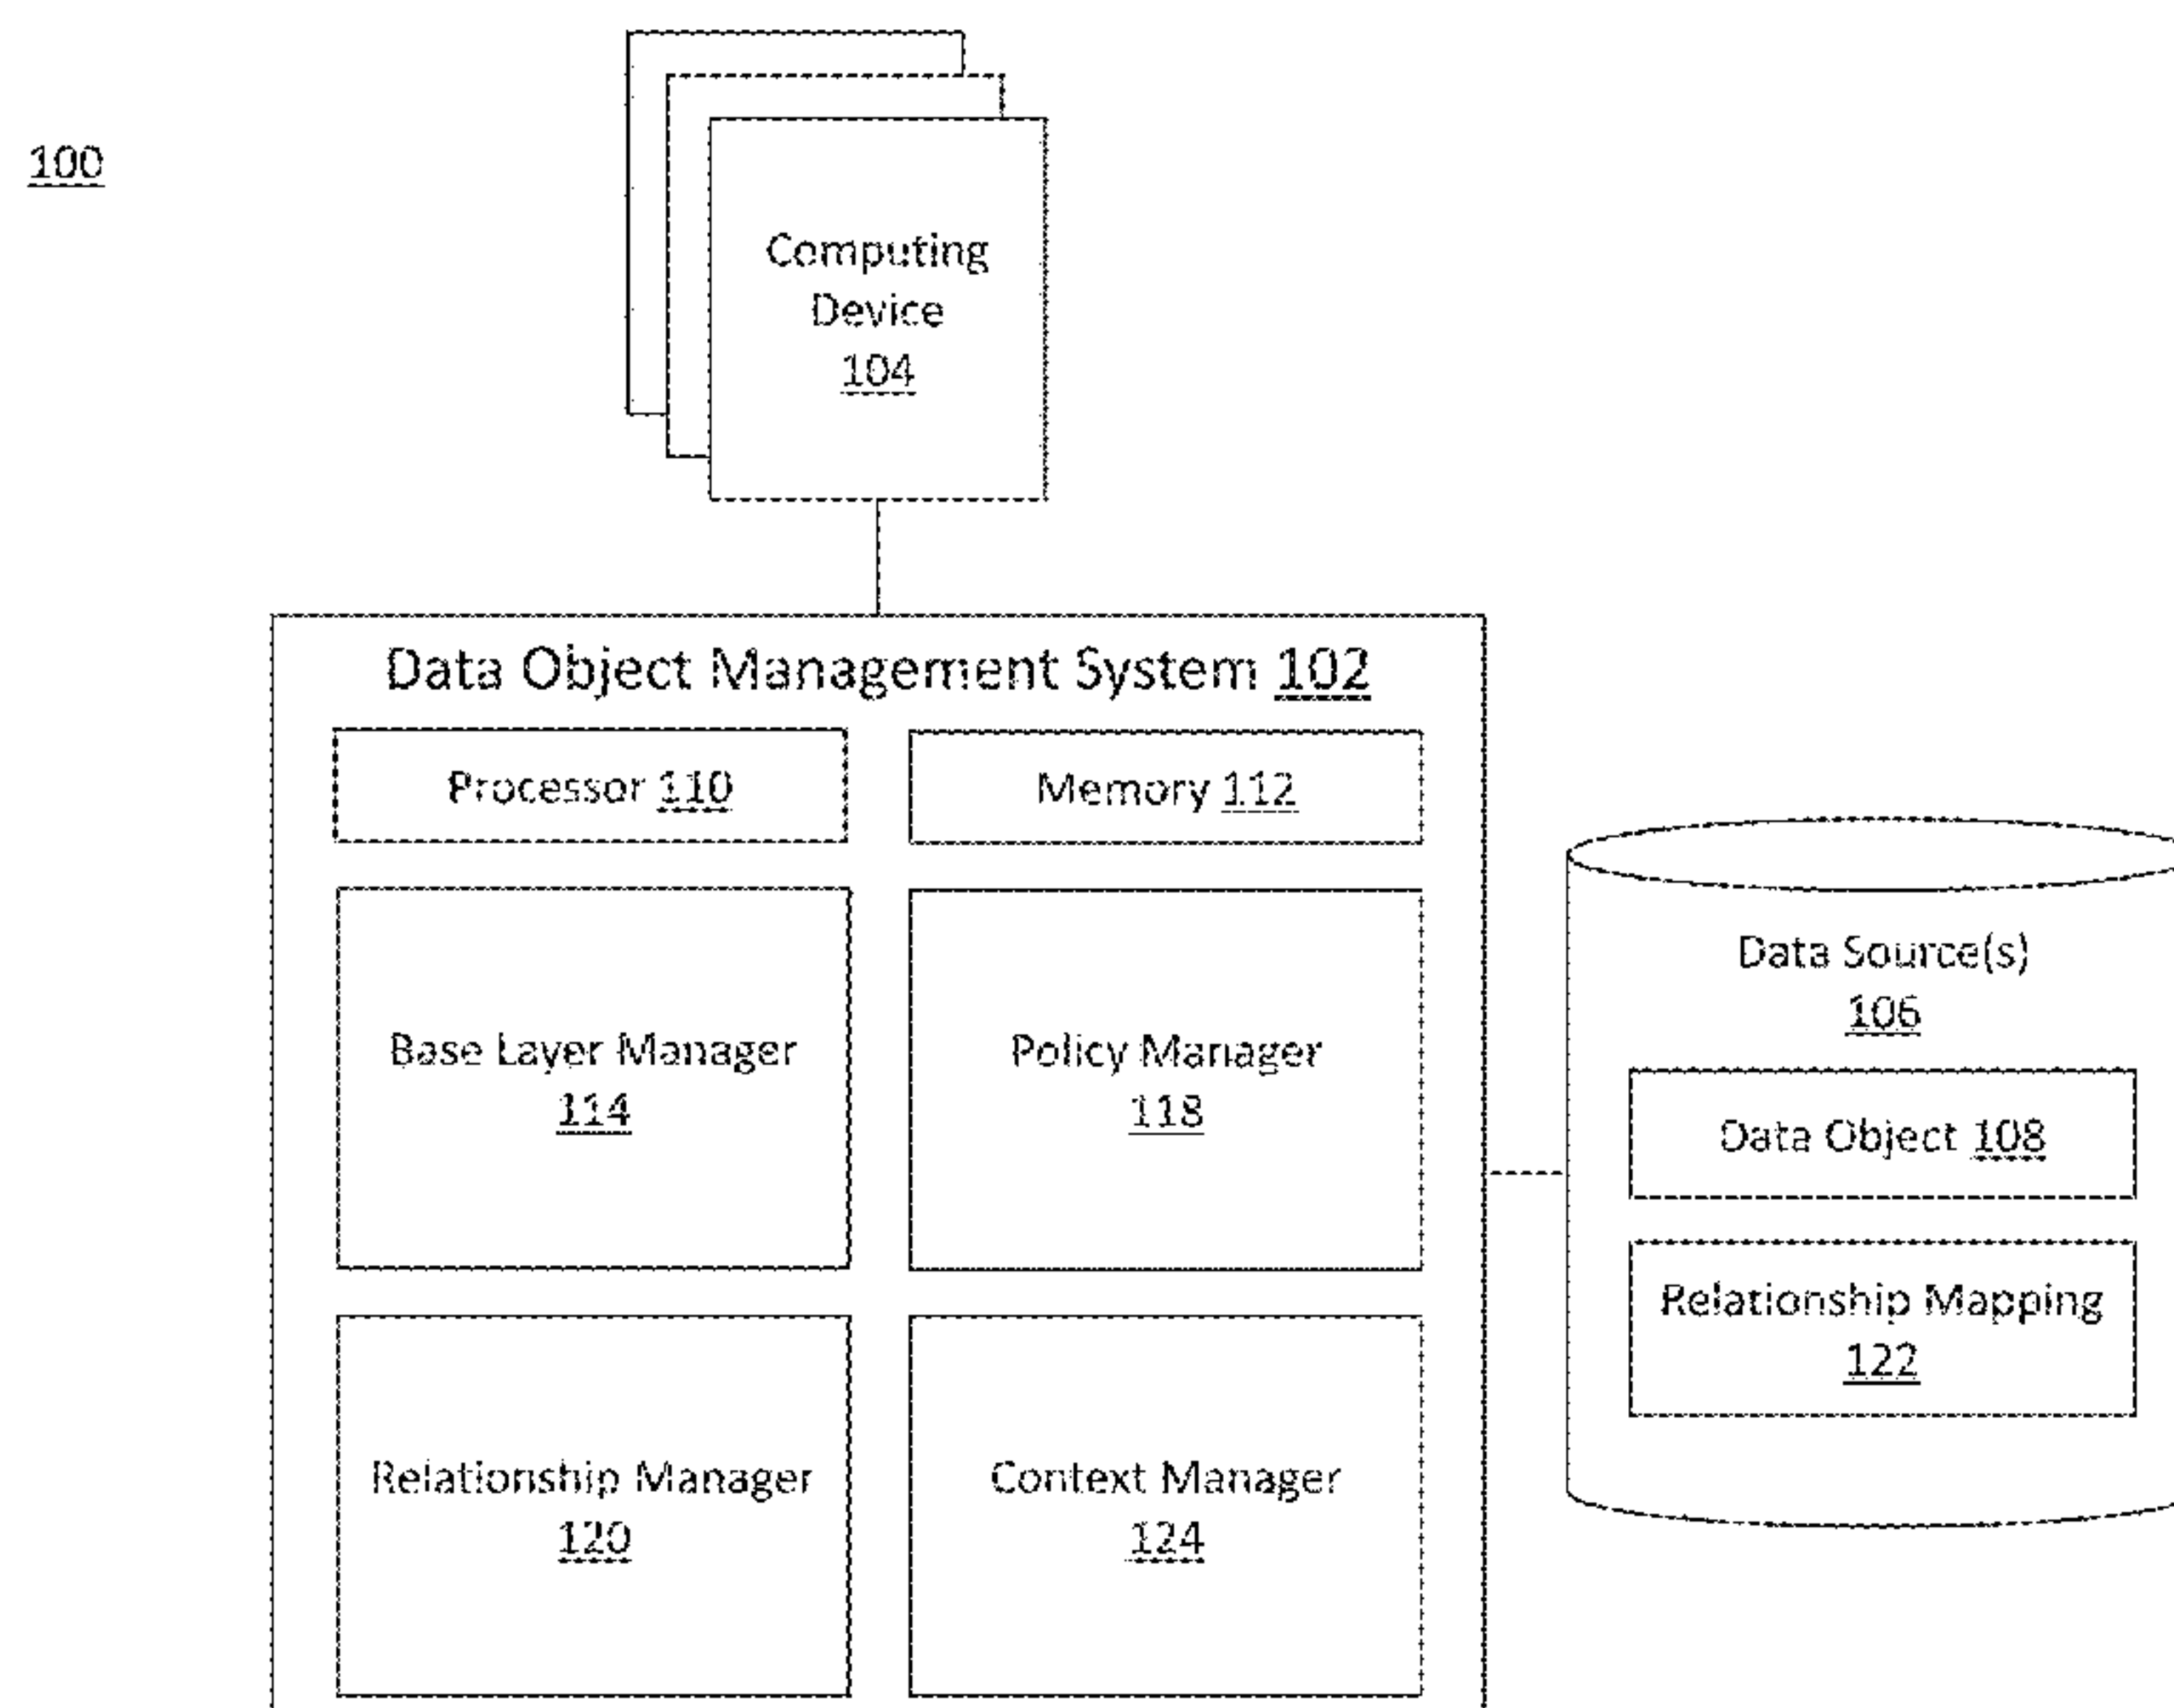 100
Computing
Device
104
Data Object Management System 102
Processor 110
Memory 112
Base Layer Manager
114
Policy Manager
118
Relationship Manager
120
Context Manager
124
Data Source(s)
106
Data Object 108
Relationship Mapping
122